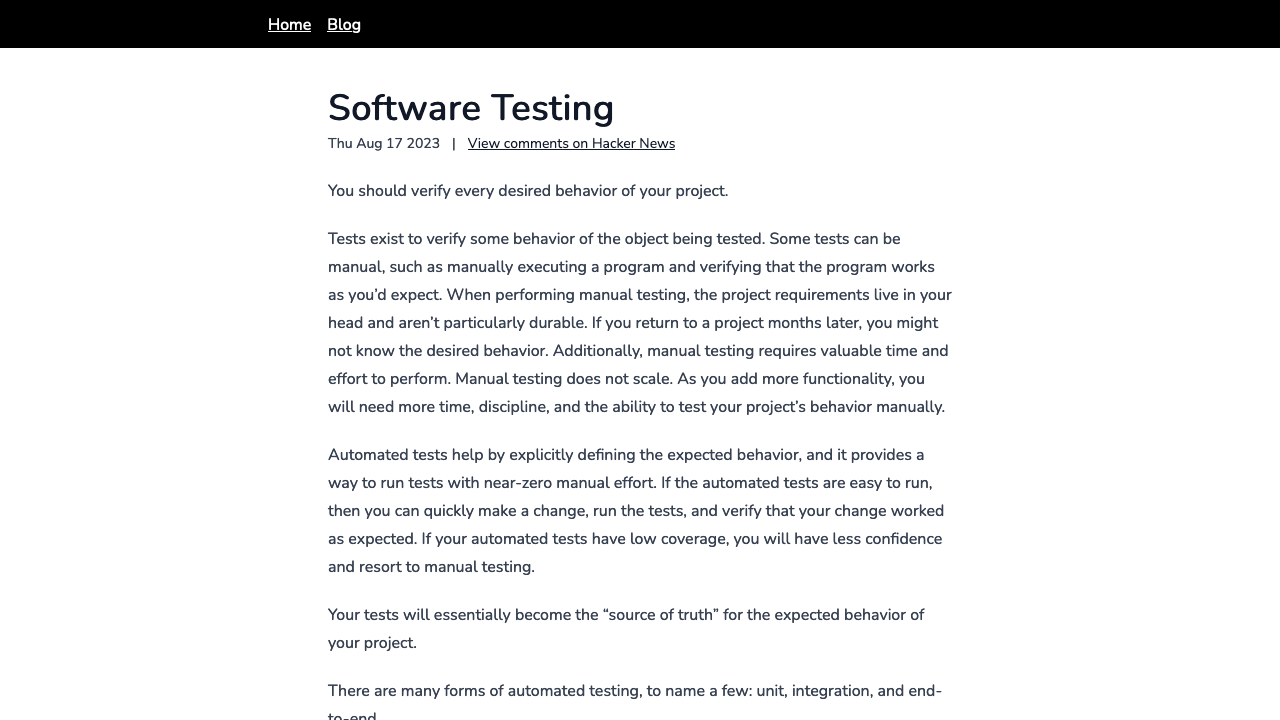 Home Blog
Software Testing
Thu Aug 17 2023 | View comments on Hacker News
You should verify every desired behavior of your project.
Tests exist to verify some behavior of the object being tested. Some tests can be
manual, such as manually executing a program and verifying that the program works
as you’d expect. When performing manual testing, the project requirements live in your
head and aren’t particularly durable. If you return to a project months later, you might
not know the desired behavior. Additionally, manual testing requires valuable time and
effort to perform. Manual testing does not scale. As you add more functionality, you
will need more time, discipline, and the ability to test your project’s behavior manually.
Automated tests help by explicitly defining the expected behavior, and it provides a
way to run tests with near-zero manual effort. If the automated tests are easy to run,
then you can quickly make a change, run the tests, and verify that your change worked
as expected. If your automated tests have low coverage, you will have less confidence
and resort to manual testing.
Your tests will essentially become the “source of truth” for the expected behavior of
your project.
There are many forms of automated testing, to name a few: unit, integration, and end-
to-end.